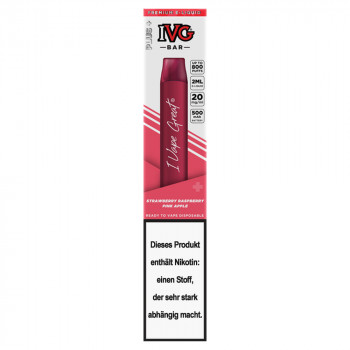 PLUS +
IVG
BAR
UP TO
800
PUFFS
2ML
20
mg/ml
500
mAh
I Vape Great®
STRAWBERRY RASPBERRY
PINK APPLE
READY TO VAPE DISPOSABLE
Dieses Produkt
enthält Nikotin:
einen Stoff,
der sehr stark
abhängig macht.